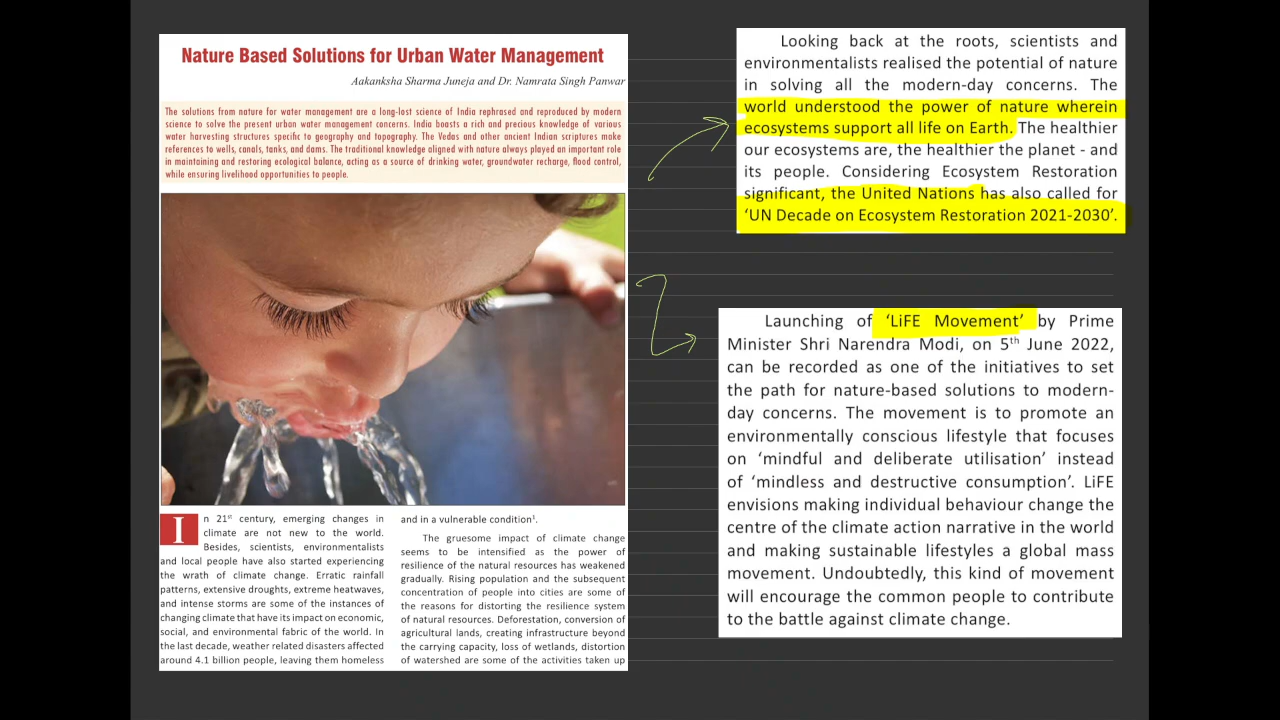 Nature Based Solutions for Urban Water Management
Aakanksha Sharma Juneja and Dr. Namrata Singh Panwar
The solutions from nature for water management are a long-lost science of India rephrased and reproduced by modern
science to solve the present urban water management concerns. India boasts a rich and precious knowledge of various
water harvesting structures specific to geography and topography. The Vedas and other ancient Indian scriptures make
references to wells, canals, tanks, and dams. The traditional knowledge aligned with nature always played an important role
in maintaining and restoring ecological balance, acting as a source of drinking water, groundwater recharge, flood control,
while ensuring livelihood opportunities to people.
In 21st century, emerging changes in
climate are not new to the world.
Besides, scientists, environmentalists
and local people have also started experiencing
the wrath of climate change. Erratic rainfall
patterns, extensive droughts, extreme heatwaves,
and intense storms are some of the instances of
changing climate that have its impact on economic,
social, and environmental fabric of the world. In
the last decade, weather related disasters affected
around 4.1 billion people, leaving them homeless
and in a vulnerable condition¹.
The gruesome impact of climate change
seems to be intensified as the power of
resilience of the natural resources has weakened
gradually. Rising population and the subsequent
concentration of people into cities are some of
the reasons for distorting the resilience system
of natural resources. Deforestation, conversion of
agricultural lands, creating infrastructure beyond
the carrying capacity, loss of wetlands, distortion
of watershed are some of the activities taken up
Looking back at the roots, scientists and
environmentalists realised the potential of nature
in solving all the modern-day concerns. The
world understood the power of nature wherein
ecosystems support all life on Earth. The healthier
our ecosystems are, the healthier the planet - and
its people. Considering Ecosystem Restoration
significant, the United Nations has also called for
‘UN Decade on Ecosystem Restoration 2021-2030’.
Launching of ‘LiFE Movement’ by Prime
Minister Shri Narendra Modi, on 5th June 2022,
can be recorded as one of the initiatives to set
the path for nature-based solutions to modern-
day concerns. The movement is to promote an
environmentally conscious lifestyle that focuses
on ‘mindful and deliberate utilisation’ instead
of ‘mindless and destructive consumption’. LiFE
envisions making individual behaviour change the
centre of the climate action narrative in the world
and making sustainable lifestyles a global mass
movement. Undoubtedly, this kind of movement
will encourage the common people to contribute
to the battle against climate change.